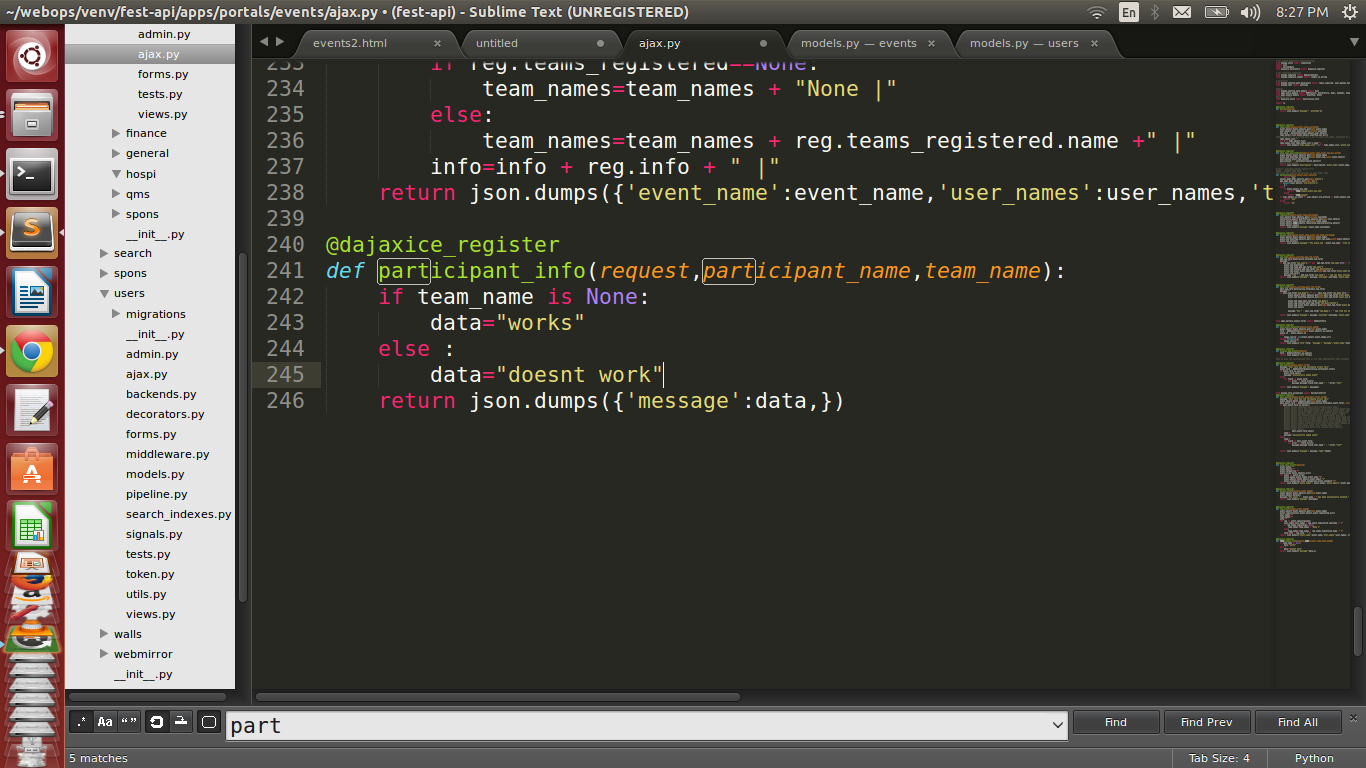 ~/webops/venv/fest-api/apps/portals/events/ajax.py • (fest-api) - Sublime Text (UNREGISTERED)
En
8:27 PM
admin.py
ajax.py
forms.py
tests.py
views.py
finance
general
hospi
qms
spons
__init__.py
search
spons
users
migrations
__init__.py
admin.py
ajax.py
backends.py
decorators.py
forms.py
middleware.py
models.py
pipeline.py
search_indexes.py
signals.py
tests.py
token.py
utils.py
views.py
walls
webmirror
__init__.py
events2.html
untitled
ajax.py
models.py — events
models.py — users
233 if reg.teams_registered==None:
234 team_names=team_names + "None |"
235 else:
236 team_names=team_names + reg.teams_registered.name +" |"
237 info=info + reg.info + " |"
238 return json.dumps({'event_name':event_name,'user_names':user_names,'t
239
240 @dajaxice_register
241 def participant_info(request,participant_name,team_name):
242 if team_name is None:
243 data="works"
244 else :
245 data="doesnt work"
246 return json.dumps({'message':data,})
.* Aa “ ”
part
Find
Find Prev
Find All
5 matches
Tab Size: 4
Python